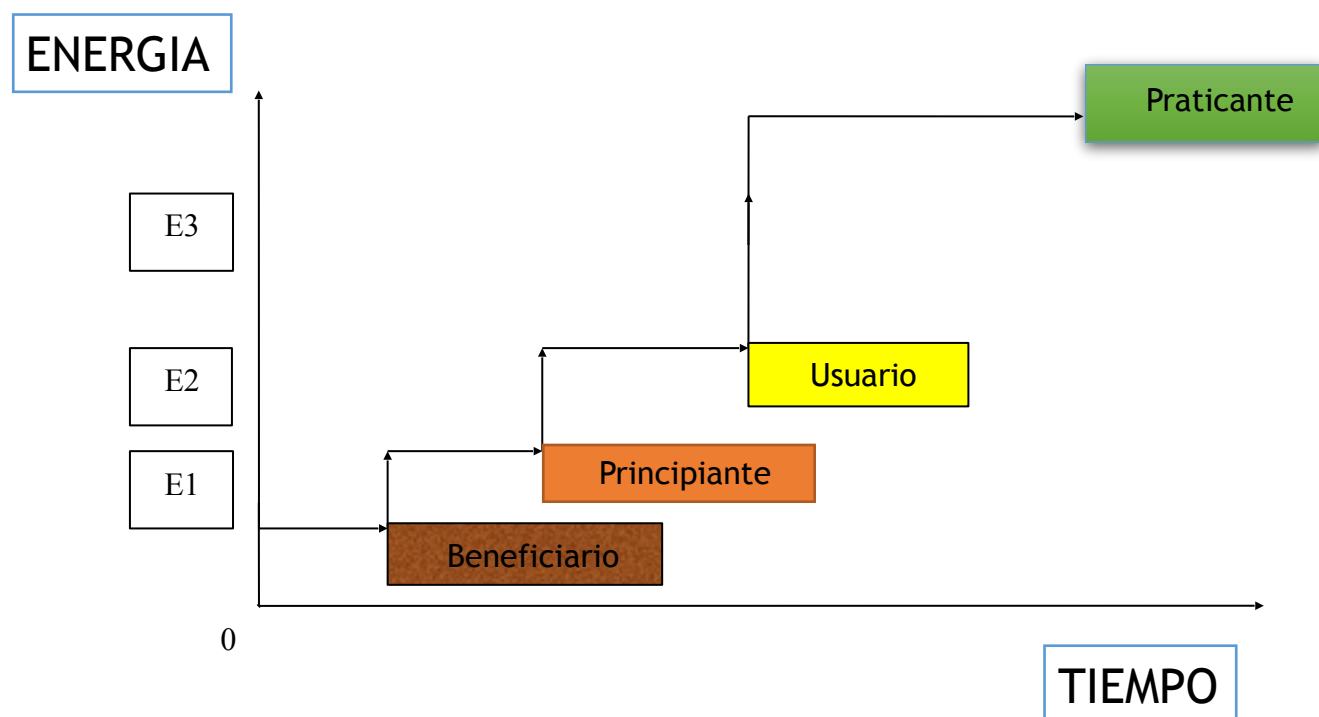 ENERGIA
Praticante
E3
E2
Usuario
E1
Principiante
Beneficiario
0
TIEMPO